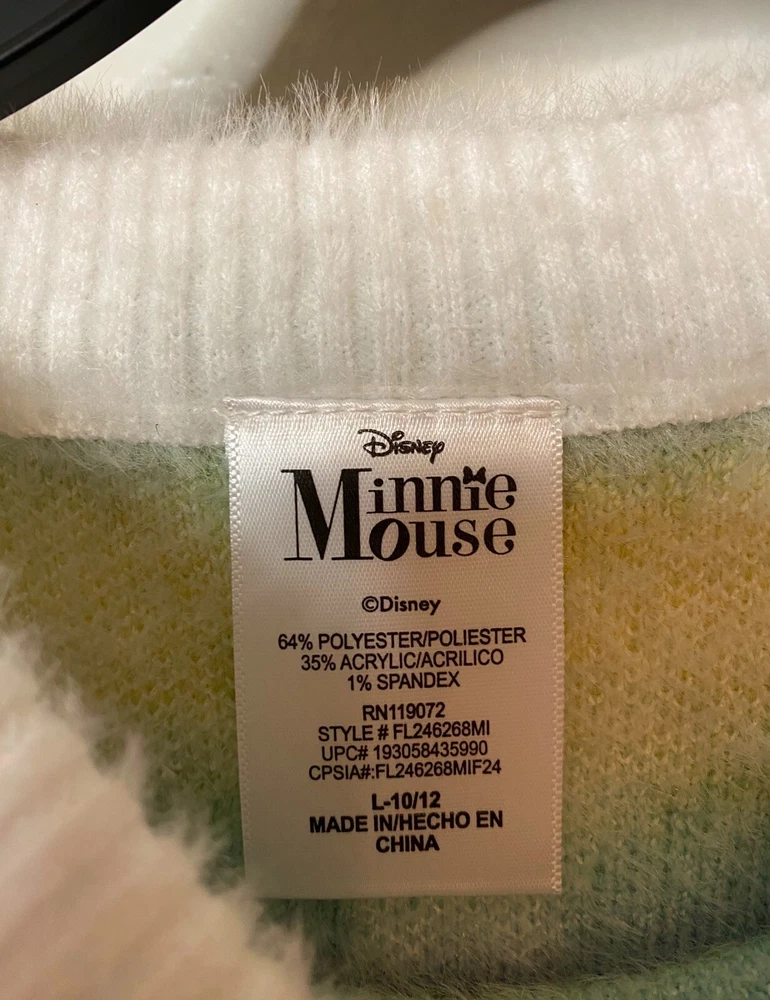 Disney
Minnie
Mouse
©Disney
64% POLYESTER/POLIESTER
35% ACRYLIC/ACRILICO
1% SPANDEX
RN119072
STYLE # FL246268MI
UPC# 193058435990
CPSIA#:FL246268MIF24
L-10/12
MADE IN/HECHO EN
CHINA